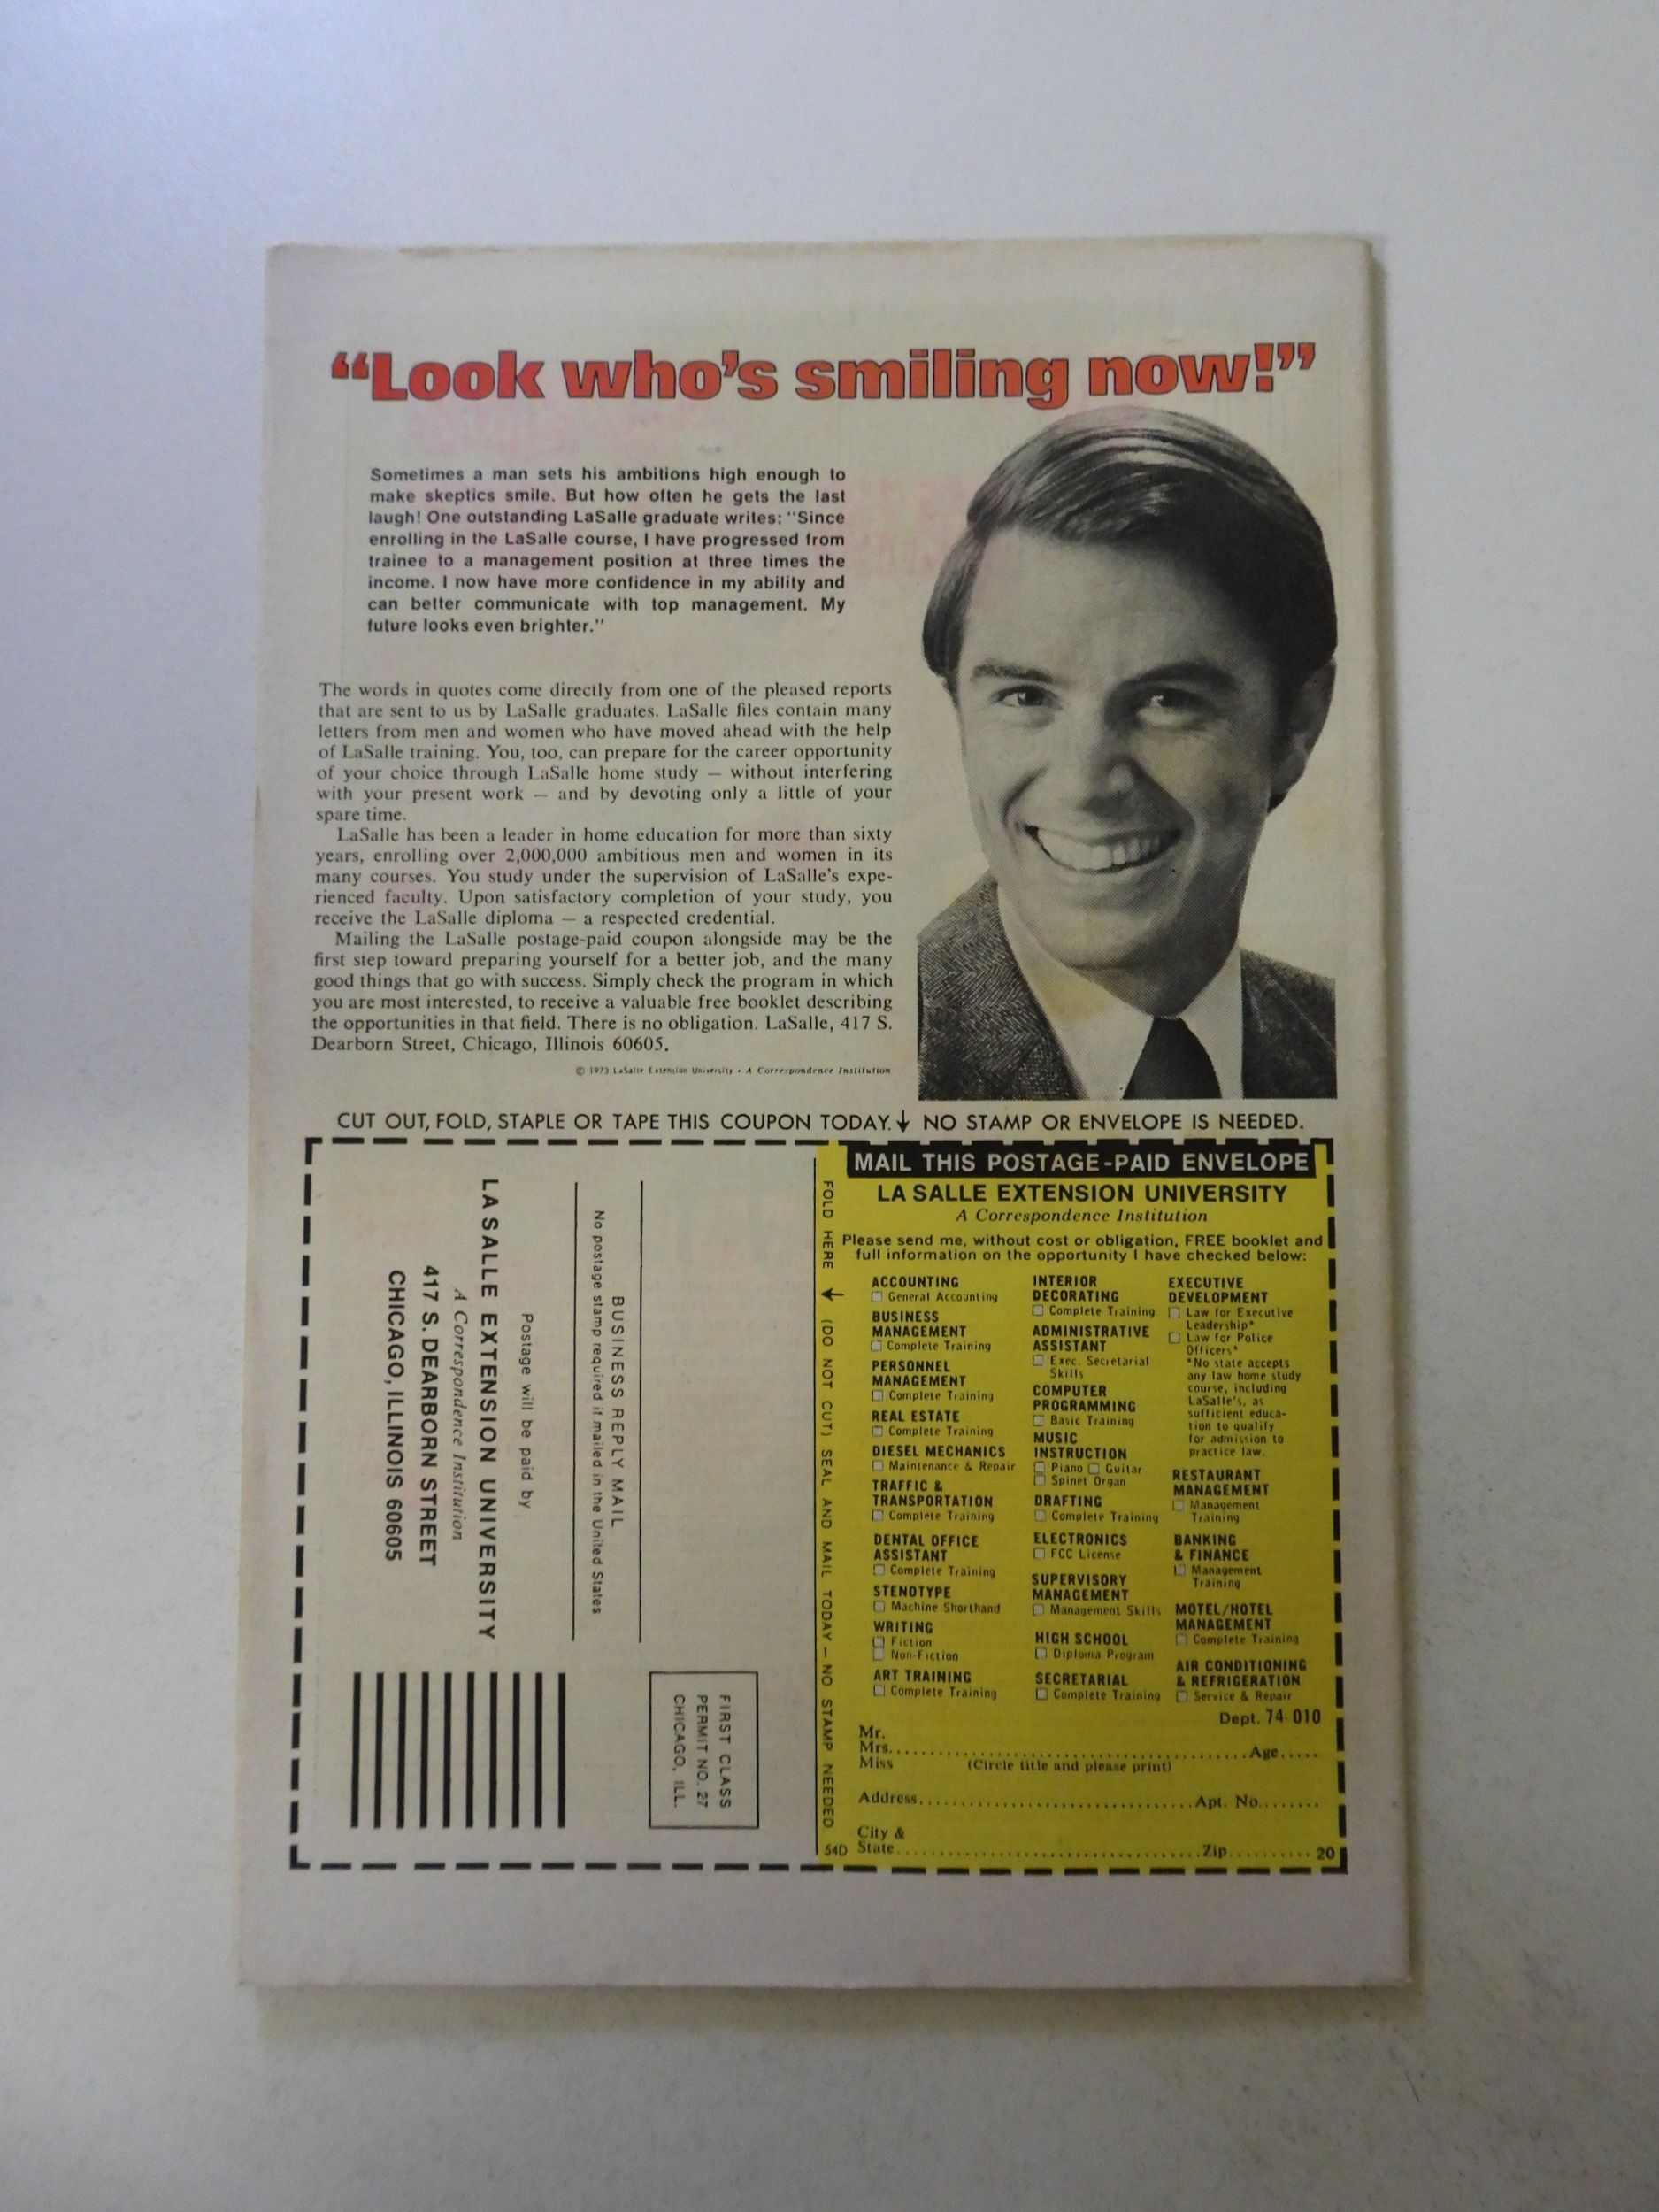 “Look who’s smiling now!”
Sometimes a man sets his ambitions high enough to
make skeptics smile. But how often he gets the last
laugh! One outstanding LaSalle graduate writes: “Since
enrolling in the LaSalle course, I have progressed from
trainee to a management position at three times the
income. I now have more confidence in my ability and
can better communicate with top management. My
future looks even brighter.”
The words in quotes come directly from one of the pleased reports
that are sent to us by LaSalle graduates. LaSalle files contain many
letters from men and women who have moved ahead with the help
of LaSalle training. You, too, can prepare for the career opportunity
of your choice through LaSalle home study — without interfering
with your present work — and by devoting only a little of your
spare time.
LaSalle has been a leader in home education for more than sixty
years, enrolling over 2,000,000 ambitious men and women in its
many courses. You study under the supervision of LaSalle's expe-
rienced faculty. Upon satisfactory completion of your study, you
receive the LaSalle diploma — a respected credential.
Mailing the LaSalle postage-paid coupon alongside may be the
first step toward preparing yourself for a better job, and the many
good things that go with success. Simply check the program in which
you are most interested, to receive a valuable free booklet describing
the opportunities in that field. There is no obligation. LaSalle, 417 S.
Dearborn Street, Chicago, Illinois 60605.
© 1973 LaSalle Extension University • A Correspondence Institution
CUT OUT, FOLD, STAPLE OR TAPE THIS COUPON TODAY. ↓ NO STAMP OR ENVELOPE IS NEEDED.
FIRST CLASS
PERMIT NO. 27
CHICAGO, ILL.
BUSINESS REPLY MAIL
No postage stamp required if mailed in the United States
Postage will be paid by
LA SALLE EXTENSION UNIVERSITY
A Correspondence Institution
417 S. DEARBORN STREET
CHICAGO, ILLINOIS 60605
FOLD HERE ↓ (DO NOT CUT) SEAL AND MAIL TODAY — NO STAMP NEEDED
54D
MAIL THIS POSTAGE-PAID ENVELOPE
LA SALLE EXTENSION UNIVERSITY
A Correspondence Institution
Please send me, without cost or obligation, FREE booklet and
full information on the opportunity I have checked below:
ACCOUNTING
☐ General Accounting
BUSINESS
MANAGEMENT
☐ Complete Training
PERSONNEL
MANAGEMENT
☐ Complete Training
REAL ESTATE
☐ Complete Training
DIESEL MECHANICS
☐ Maintenance & Repair
TRAFFIC &
TRANSPORTATION
☐ Complete Training
DENTAL OFFICE
ASSISTANT
☐ Complete Training
STENOTYPE
☐ Machine Shorthand
WRITING
☐ Fiction
☐ Non-Fiction
ART TRAINING
☐ Complete Training
INTERIOR
DECORATING
☐ Complete Training
ADMINISTRATIVE
ASSISTANT
☐ Exec. Secretarial
Skills
COMPUTER
PROGRAMMING
☐ Basic Training
MUSIC
INSTRUCTION
☐ Piano ☐ Guitar
☐ Spinet Organ
DRAFTING
☐ Complete Training
ELECTRONICS
☐ FCC License
SUPERVISORY
MANAGEMENT
☐ Management Skills
HIGH SCHOOL
☐ Diploma Program
SECRETARIAL
☐ Complete Training
EXECUTIVE
DEVELOPMENT
☐ Law for Executive
Leadership*
☐ Law for Police
Officers*
*No state accepts
any law home study
course, including
LaSalle's, as
sufficient educa-
tion to qualify
for admission to
practice law.
RESTAURANT
MANAGEMENT
☐ Management
Training
BANKING
& FINANCE
☐ Management
Training
MOTEL/HOTEL
MANAGEMENT
☐ Complete Training
AIR CONDITIONING
& REFRIGERATION
☐ Service & Repair
Dept. 74-010
Mr.
Mrs. Age
Miss (Circle title and please print)
Address Apt. No.
City &
State Zip 20